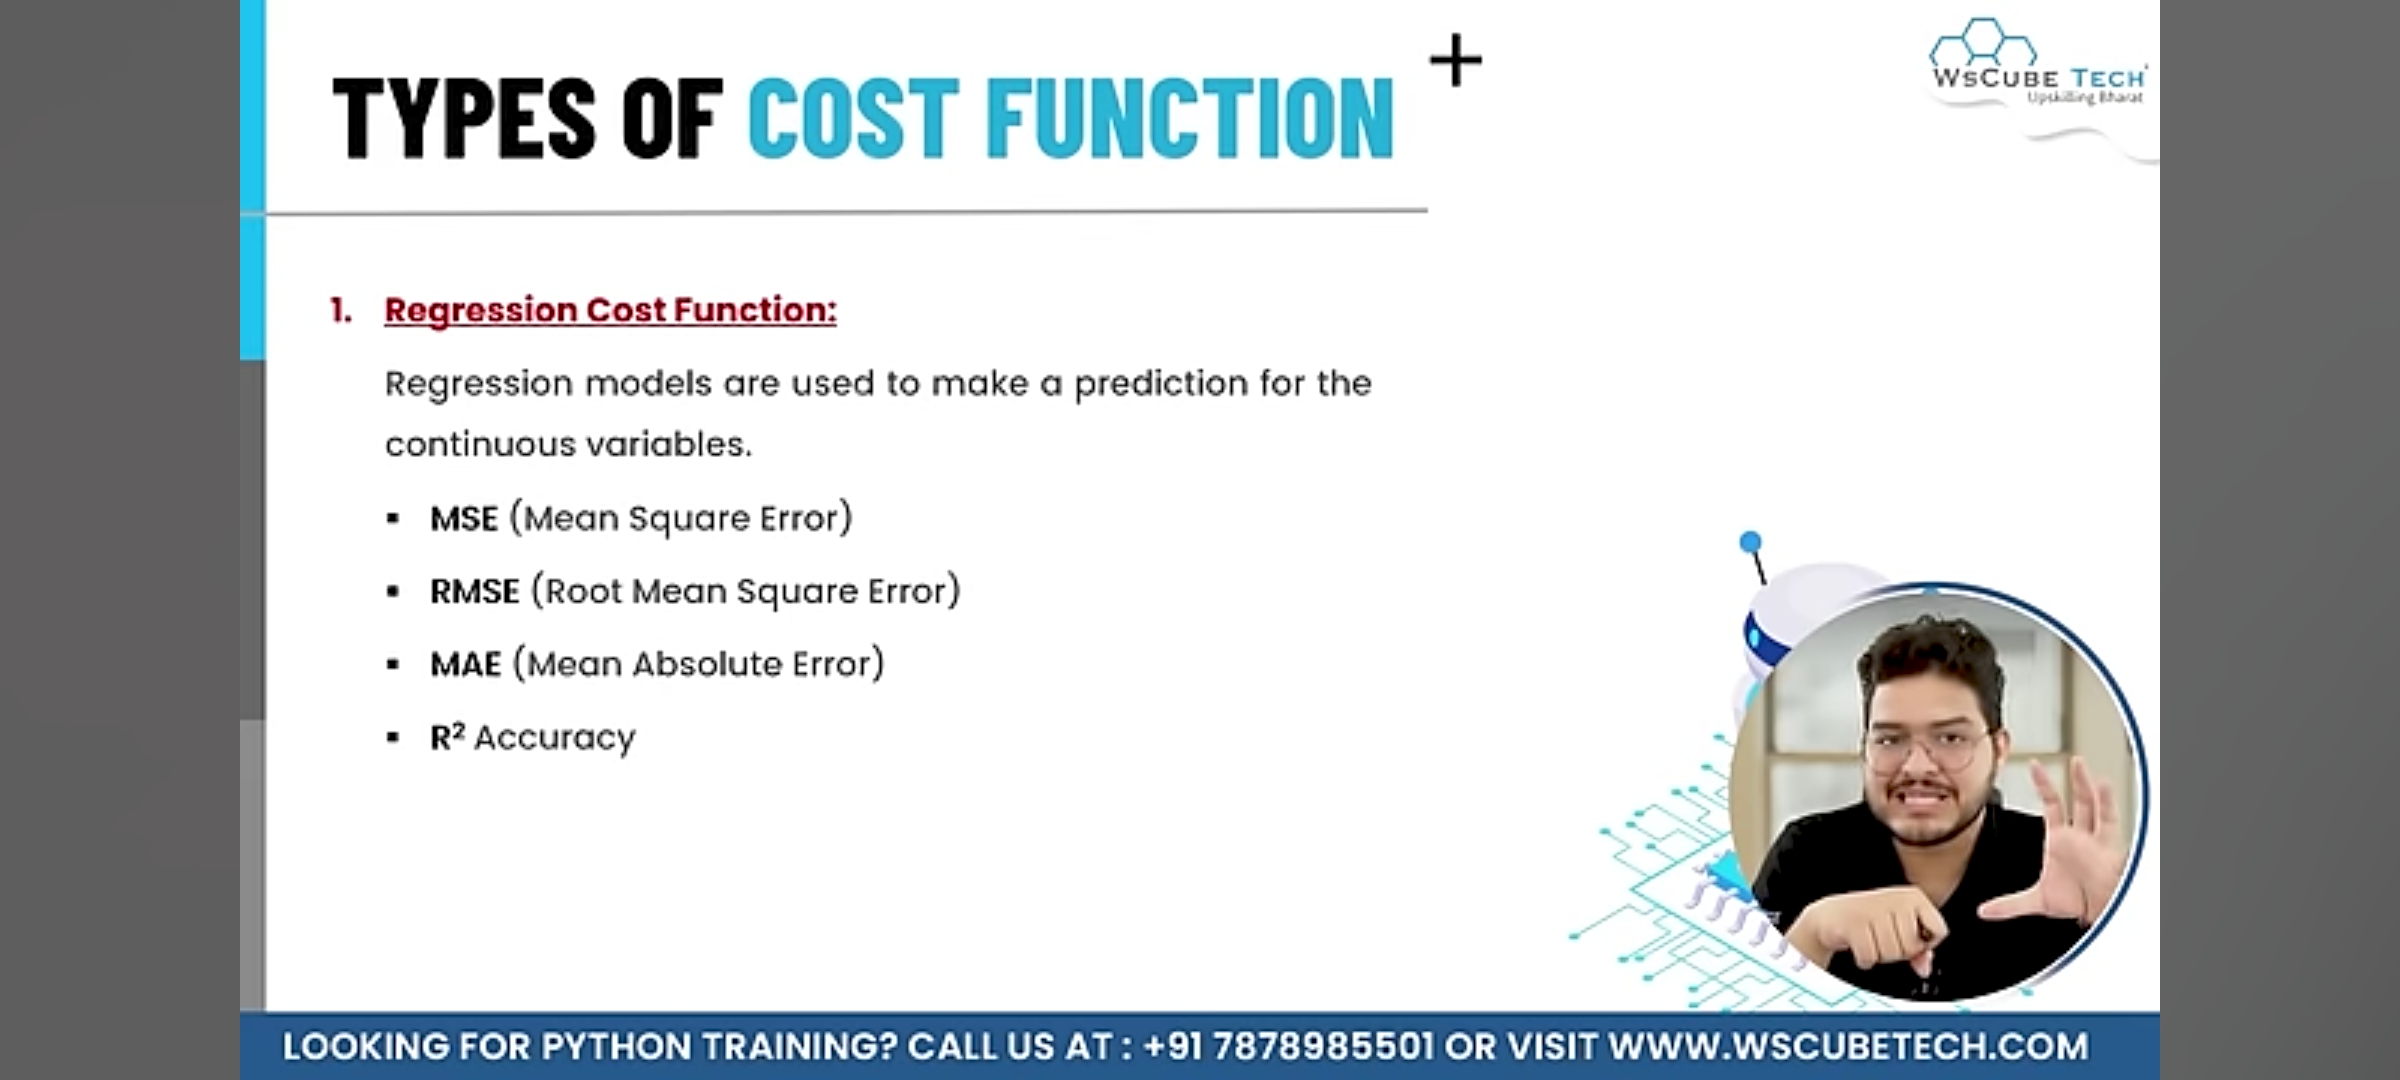 TYPES OF COST FUNCTION
WSCUBE TECH
Upskilling Bharat
1. Regression Cost Function:
Regression models are used to make a prediction for the
continuous variables.
▪ MSE (Mean Square Error)
▪ RMSE (Root Mean Square Error)
▪ MAE (Mean Absolute Error)
▪ R² Accuracy
LOOKING FOR PYTHON TRAINING? CALL US AT : +91 7878985501 OR VISIT WWW.WSCUBETECH.COM